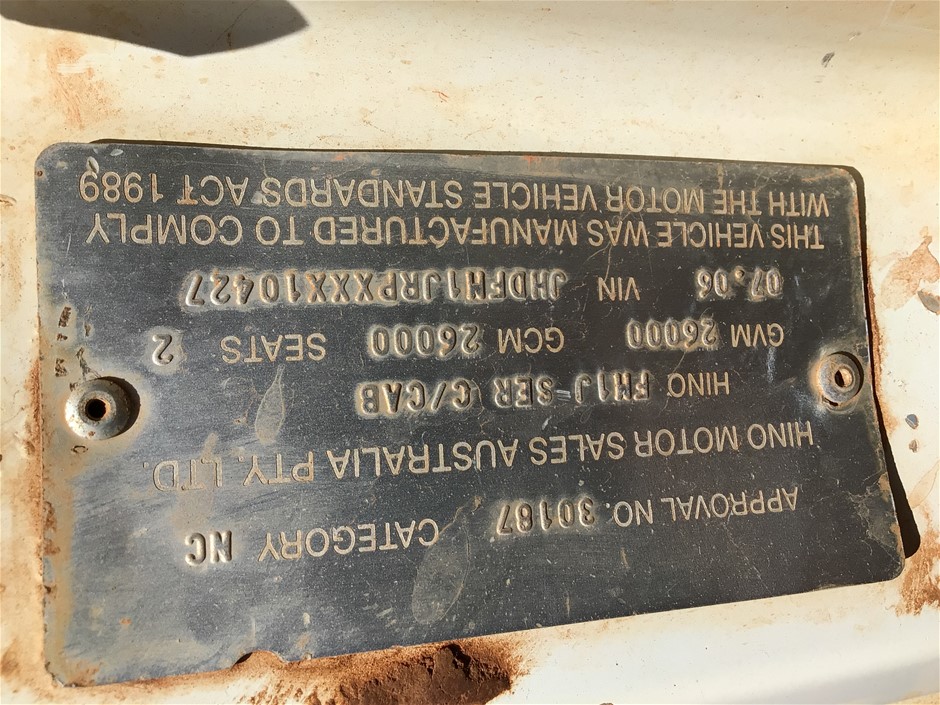 APPROVAL NO. 30187 CATEGORY NC
HINO MOTOR SALES AUSTRALIA PTY. LTD.
HINO FM1J-SER C/CAB
GVM 26000 GCM 26000 SEATS 2
07.06 VIN JHDFM1JRPXXX10427
THIS VEHICLE WAS MANUFACTURED TO COMPLY
WITH THE MOTOR VEHICLE STANDARDS ACT 1989